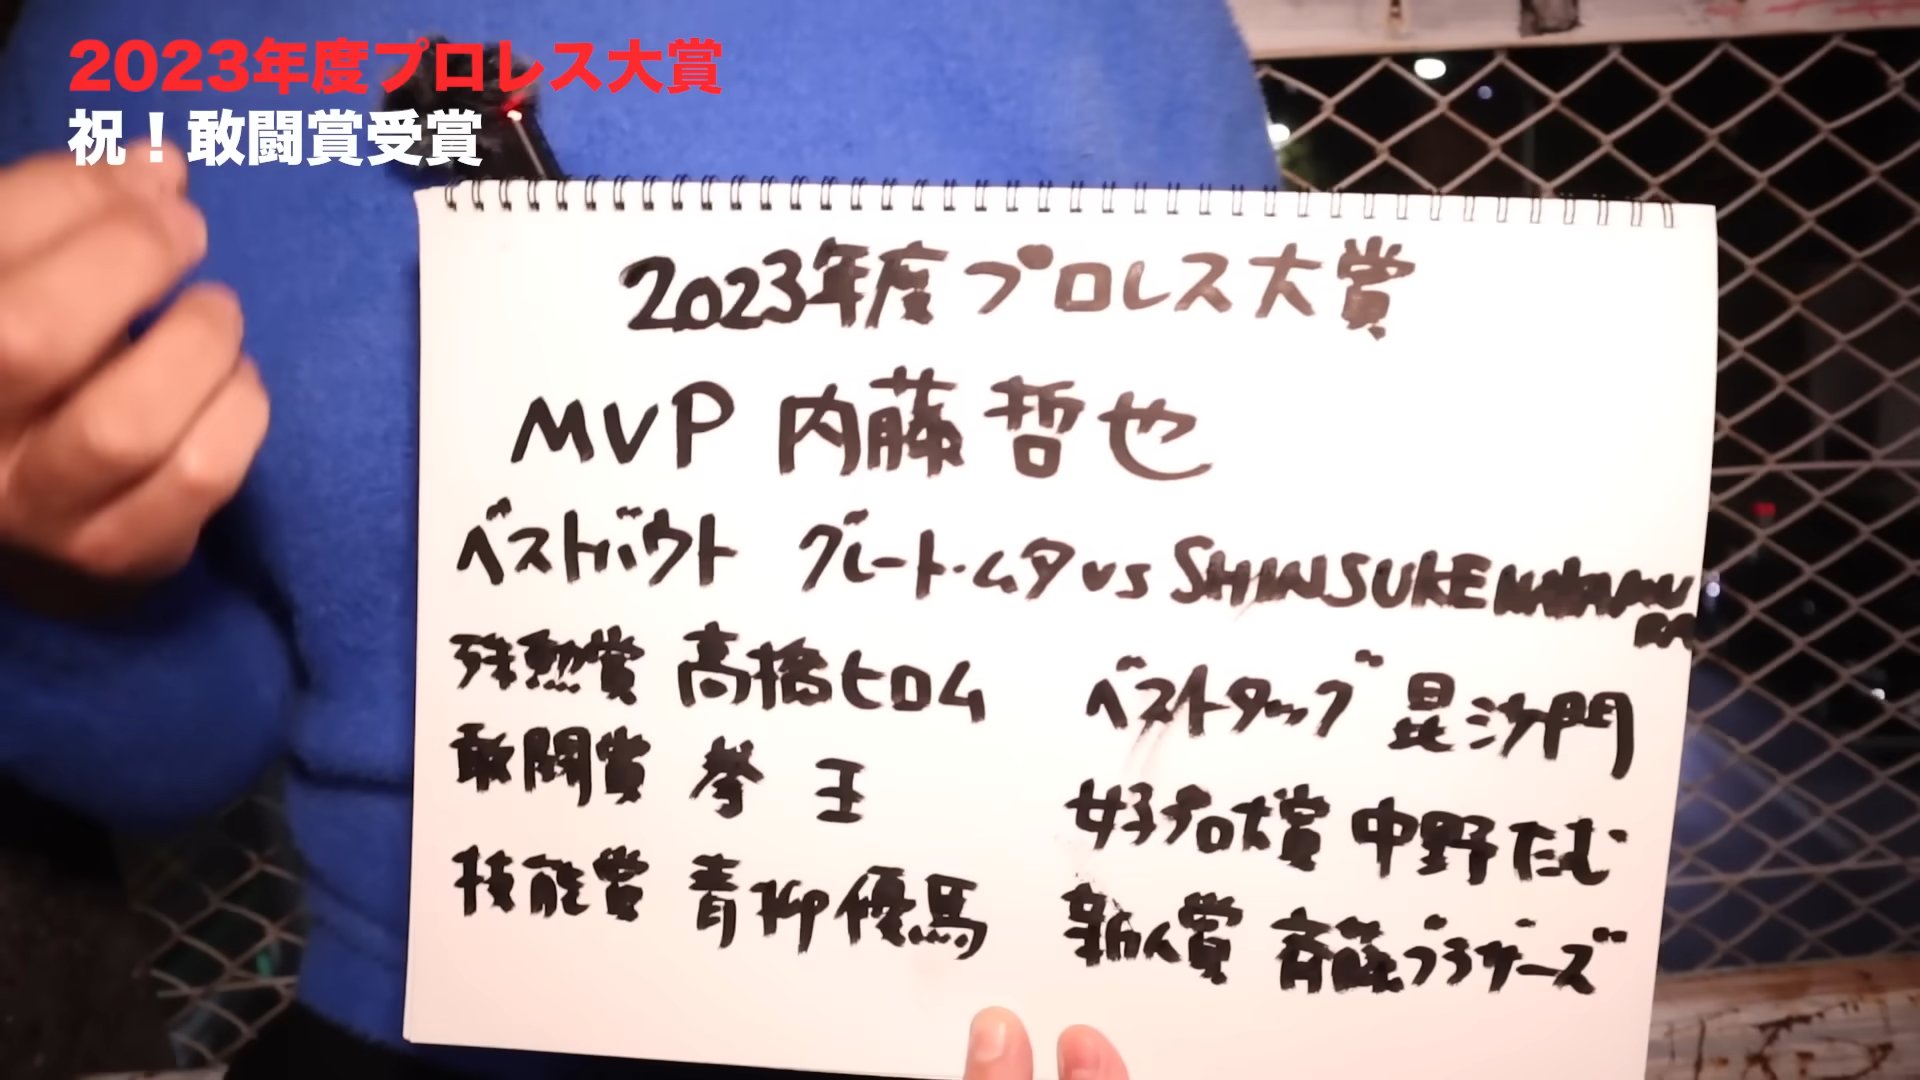 2023年度プロレス大賞
祝！敢闘賞受賞
2023年度プロレス大賞
MVP 内藤哲也
ベストバウト グレート・ムタ vs SHINSUKE NAKAMURA
殊勲賞 高橋ヒロム
敢闘賞 拳王
技能賞 青柳優馬
ベストタッグ 毘沙門
女子プロ大賞 中野たむ
新人賞 斉藤ブラザーズ